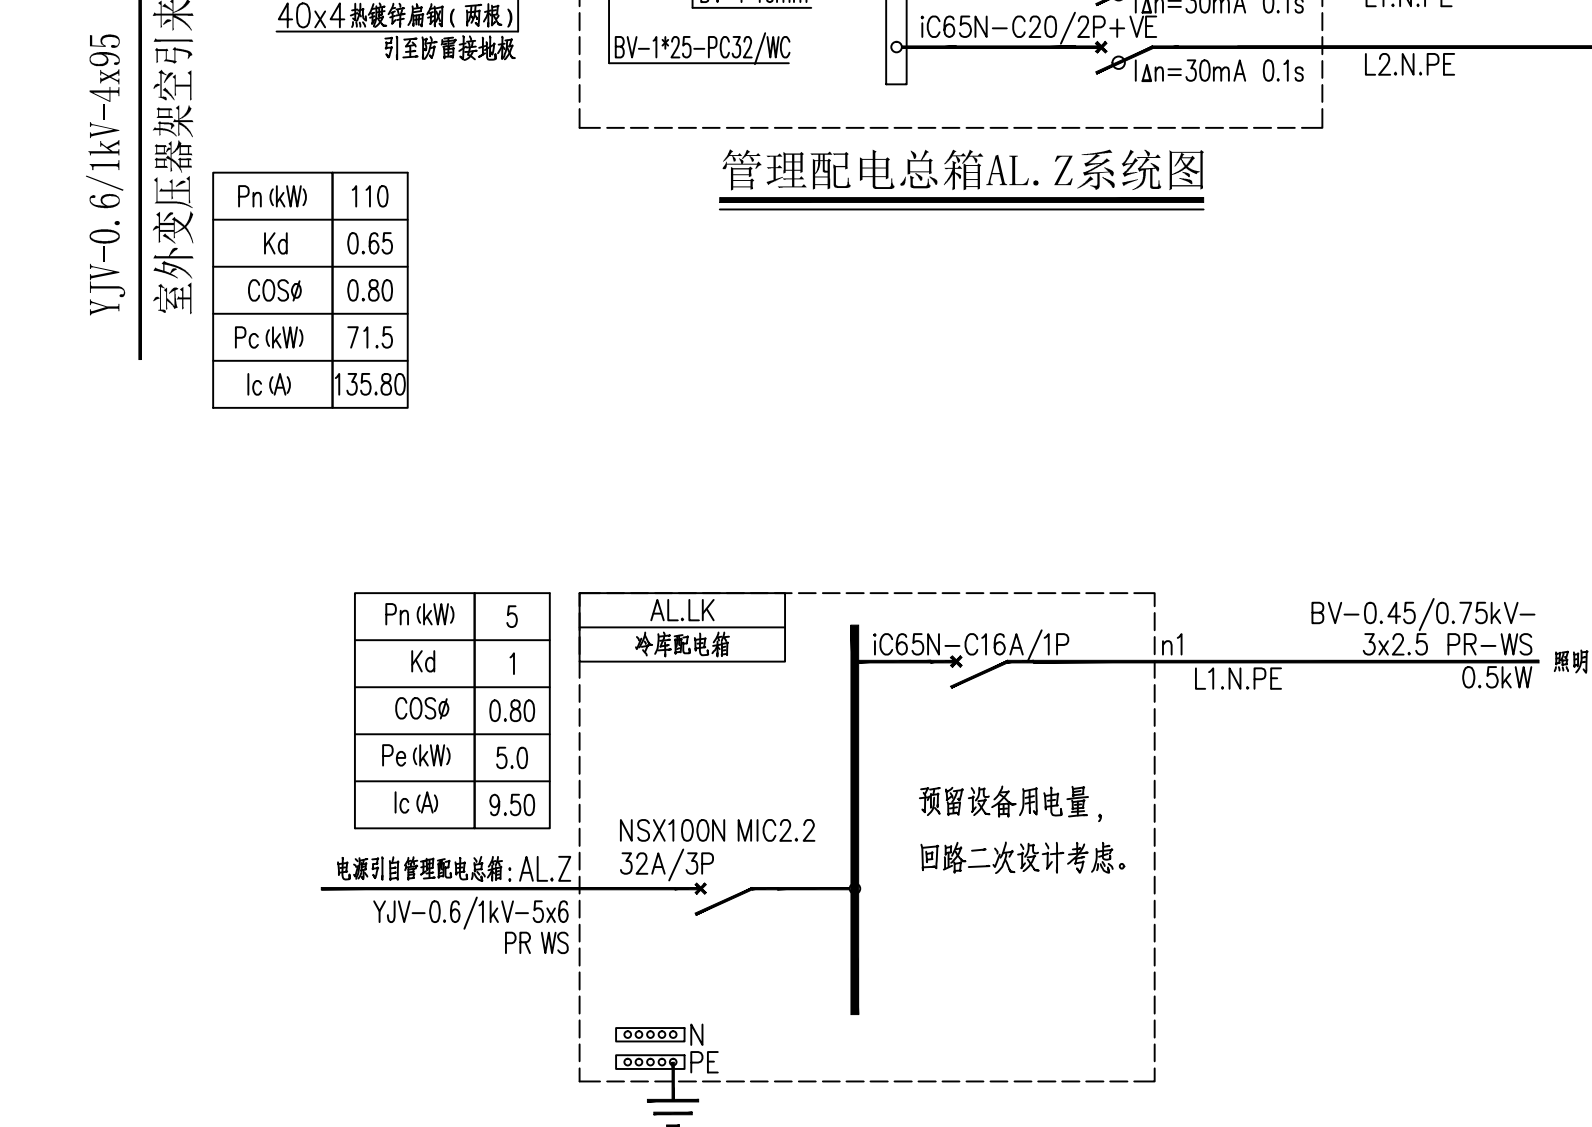 40x4热镀锌扁钢(两根)
引至防雷接地极
BV-1*25-PC32/WC
iC65N-C20/2P+VE
I∆n=30mA 0.1s
L2.N.PE
YJV-0.6/1kV-4x95
室外变压器架空引来
管理配电总箱AL.Z系统图
Pn(kW) 110
Kd 0.65
COSø 0.80
Pc(kW) 71.5
Ic(A) 135.80
Pn(kW) 5
Kd 1
COSø 0.80
Pe(kW) 5.0
Ic(A) 9.50
AL.LK
冷库配电箱
iC65N-C16A/1P
n1
L1.N.PE
BV-0.45/0.75kV-
3x2.5 PR-WS
0.5kW
照明
预留设备用电量,
回路二次设计考虑。
NSX100N MIC2.2
32A/3P
电源引自管理配电总箱:AL.Z
YJV-0.6/1kV-5x6
PR WS
N
PE